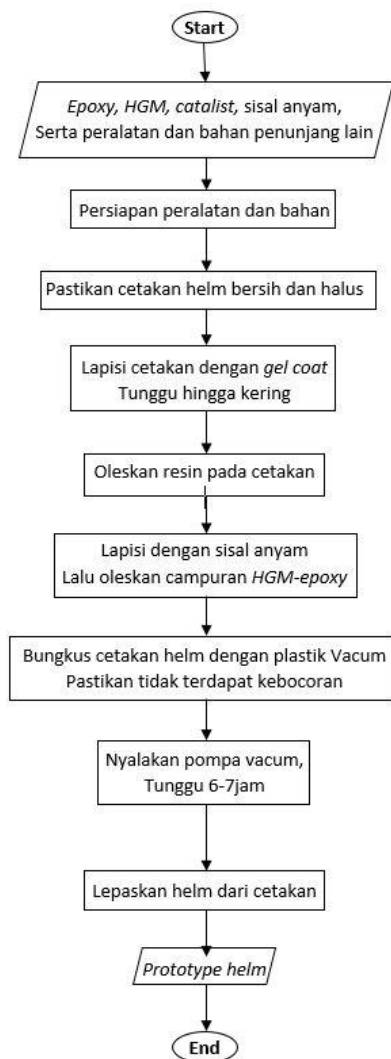 Start
Epoxy, HGM, catalist, sisal anyam,
Serta peralatan dan bahan penunjang lain
Persiapan peralatan dan bahan
Pastikan cetakan helm bersih dan halus
Lapisi cetakan dengan gel coat
Tunggu hingga kering
Oleskan resin pada cetakan
Lapisi dengan sisal anyam
Lalu oleskan campuran HGM-epoxy
Bungkus cetakan helm dengan plastik Vacum
Pastikan tidak terdapat kebocoran
Nyalakan pompa vacum,
Tunggu 6-7jam
Lepaskan helm dari cetakan
Prototype helm
End